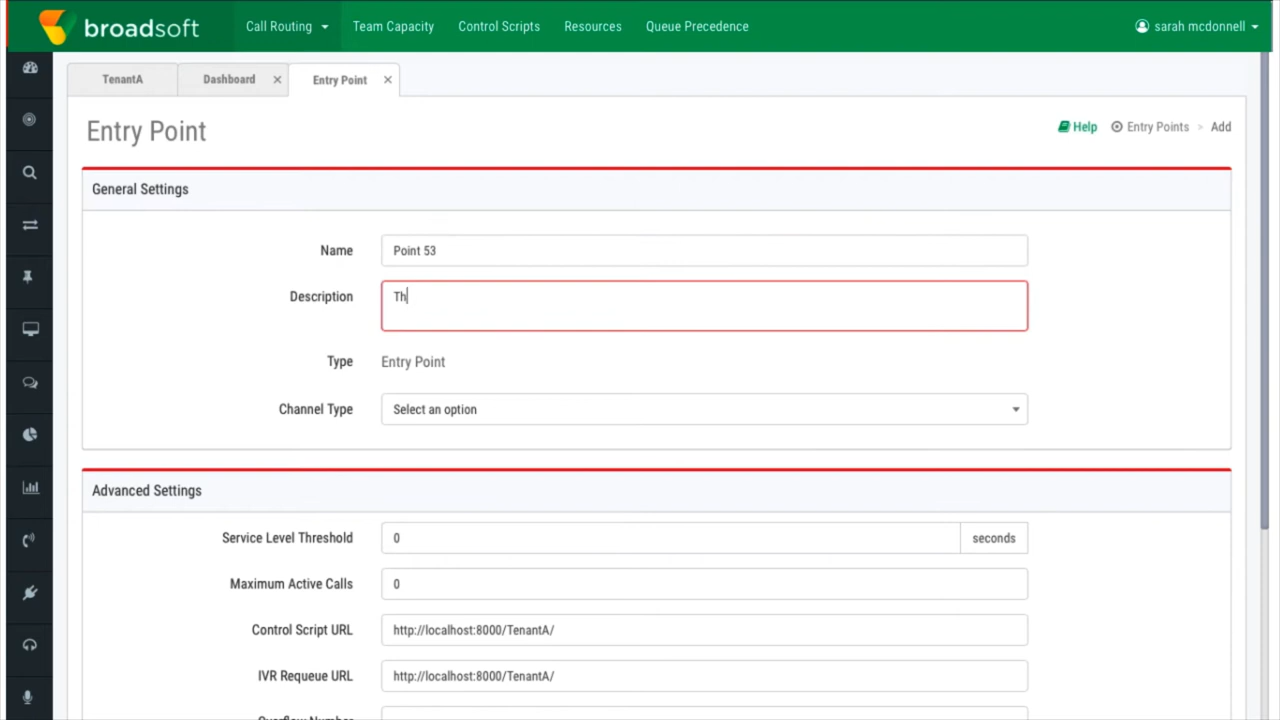 broadsoft Call Routing Team Capacity Control Scripts Resources Queue Precedence sarah mcdonnell
TenantA Dashboard Entry Point
Entry Point
Help Entry Points > Add
General Settings
Name Point 53
Description Th
Type Entry Point
Channel Type Select an option
Advanced Settings
Service Level Threshold 0 seconds
Maximum Active Calls 0
Control Script URL http://localhost:8000/TenantA/
IVR Requeue URL http://localhost:8000/TenantA/
Overflow Number